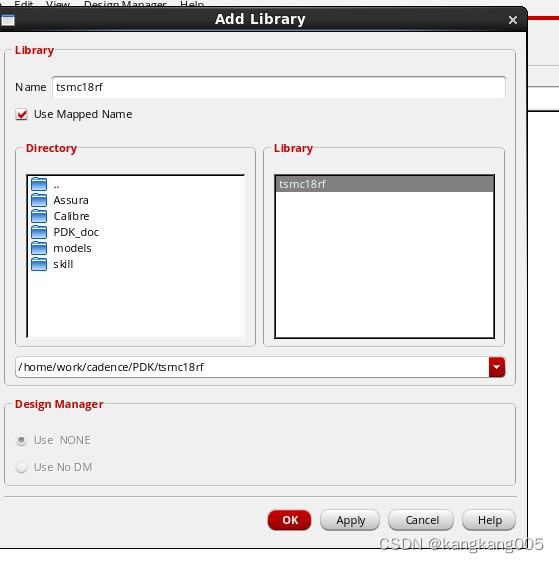 Edit View Design Manager Help
Add Library
Library
Name tsmc18rf
Use Mapped Name
Directory
Library
..
tsmc18rf
Assura
Calibre
PDK_doc
models
skill
/home/work/cadence/PDK/tsmc18rf
Design Manager
Use NONE
Use No DM
OK Apply Cancel Help
CSDN @kangkang005